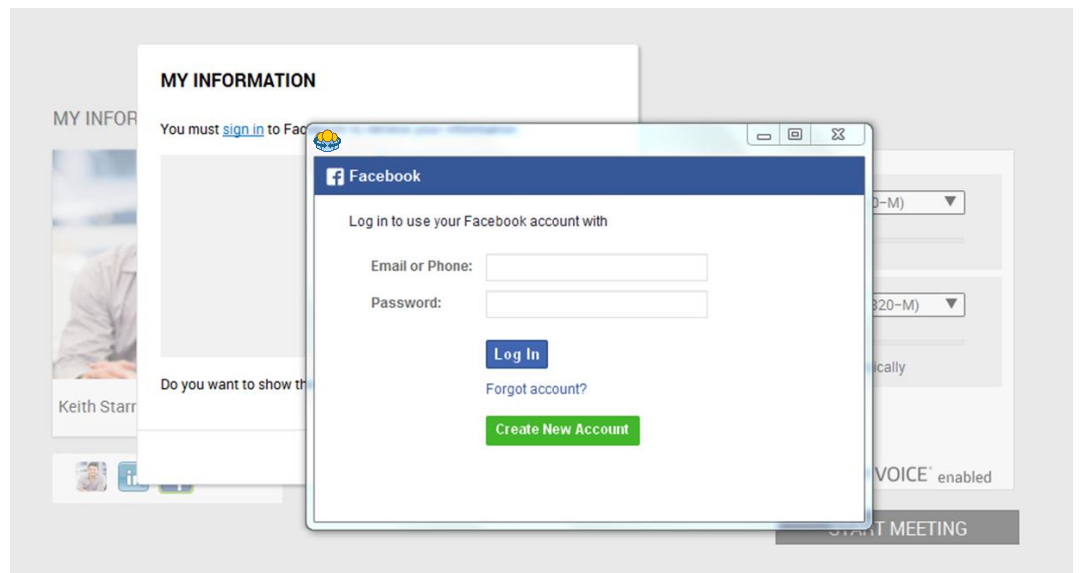 MY INFORMATION
MY INFOR
You must sign in to Fac
Facebook
Log in to use your Facebook account with
Email or Phone:
Password:
Log In
Forgot account?
Create New Account
Do you want to show th
Keith Starr
in
0-M)
320-M)
ically
VOICE enabled
START MEETING